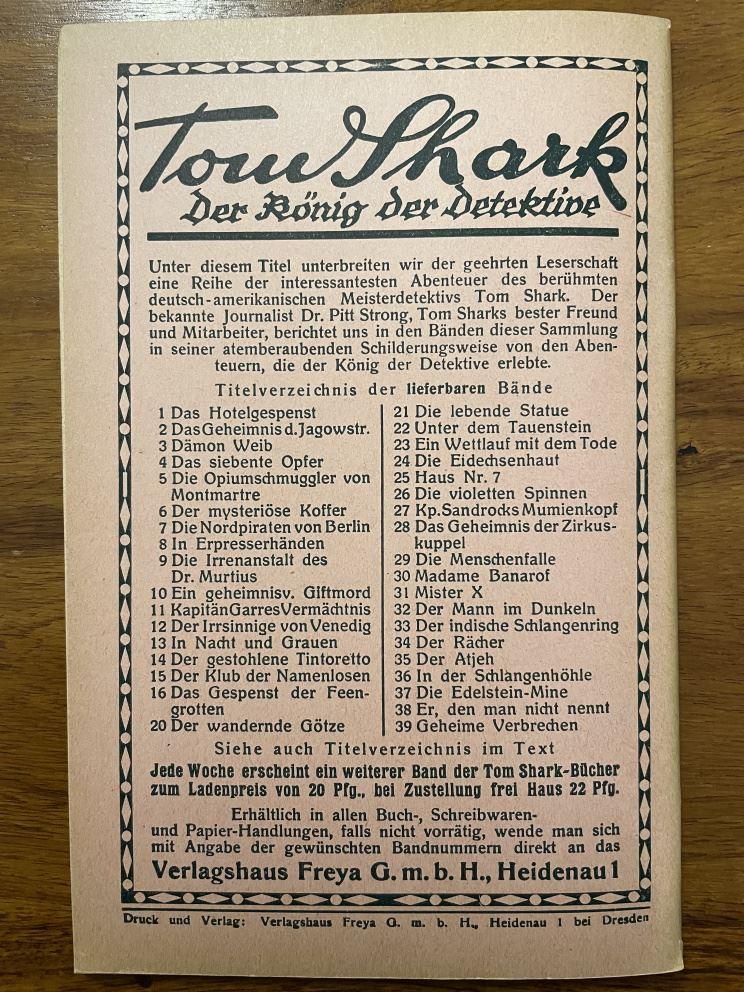 Tom Shark
Der König der Detektive
Unter diesem Titel unterbreiten wir der geehrten Leserschaft
eine Reihe der interessantesten Abenteuer des berühmten
deutsch-amerikanischen Meisterdetektivs Tom Shark. Der
bekannte Journalist Dr. Pitt Strong, Tom Sharks bester Freund
und Mitarbeiter, berichtet uns in den Bänden dieser Sammlung
in seiner atemberaubenden Schilderungsweise von den Aben-
teuern, die der König der Detektive erlebte.
Titelverzeichnis der lieferbaren Bände
1 Das Hotelgespenst
2 Das Geheimnis d. Jagowstr.
3 Dämon Weib
4 Das siebente Opfer
5 Die Opiumschmuggler von
Montmartre
6 Der mysteriöse Koffer
7 Die Nordpiraten von Berlin
8 In Erpresserhänden
9 Die Irrenanstalt des
Dr. Murtius
10 Ein geheimnisv. Giftmord
11 Kapitän Garres Vermächtnis
12 Der Irrsinnige von Venedig
13 In Nacht und Grauen
14 Der gestohlene Tintoretto
15 Der Klub der Namenlosen
16 Das Gespenst der Feen-
grotten
20 Der wandernde Götze
21 Die lebende Statue
22 Unter dem Tauenstein
23 Ein Wettlauf mit dem Tode
24 Die Eidechsenhaut
25 Haus Nr. 7
26 Die violetten Spinnen
27 Kp. Sandrocks Mumienkopf
28 Das Geheimnis der Zirkus-
kuppel
29 Die Menschenfalle
30 Madame Banarof
31 Mister X
32 Der Mann im Dunkeln
33 Der indische Schlangenring
34 Der Rächer
35 Der Atjeh
36 In der Schlangenhöhle
37 Die Edelstein-Mine
38 Er, den man nicht nennt
39 Geheime Verbrechen
Siehe auch Titelverzeichnis im Text
Jede Woche erscheint ein weiterer Band der Tom Shark-Bücher
zum Ladenpreis von 20 Pfg., bei Zustellung frei Haus 22 Pfg.
Erhältlich in allen Buch-, Schreibwaren-
und Papier-Handlungen, falls nicht vorrätig, wende man sich
mit Angabe der gewünschten Bandnummern direkt an das
Verlagshaus Freya G. m. b. H., Heidenau 1
Druck und Verlag: Verlagshaus Freya G. m. b. H., Heidenau 1 bei Dresden